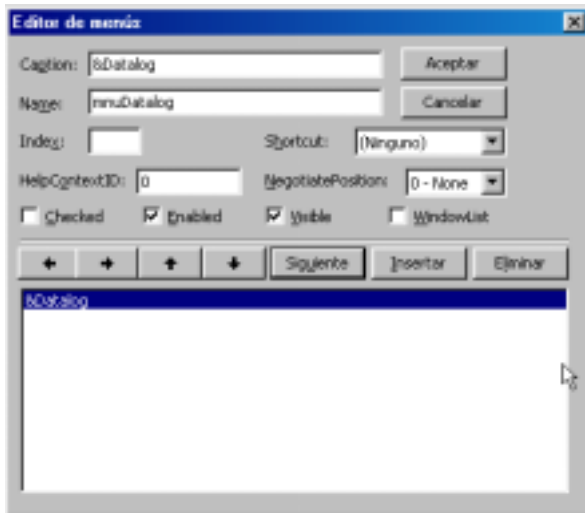 Editor de menús
Caption: &Datalog Aceptar
Name: mnuDatalog Cancelar
Index: Shortcut: (Ninguno)
HelpContextID: 0 NegotiatePosition: 0 - None
Checked Enabled Visible WindowList
Siguiente Insertar Eliminar
&Datalog